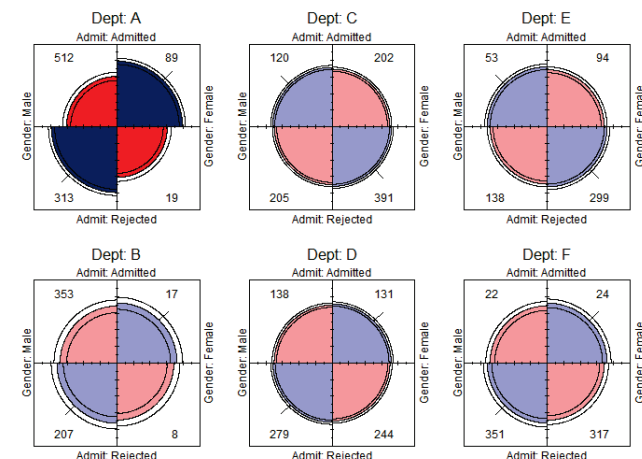 Dept: A
Admit: Admitted
512 89
Gender: Male
Gender: Female
313 19
Admit: Rejected
Dept: C
Admit: Admitted
120 202
Gender: Male
Gender: Female
205 391
Admit: Rejected
Dept: E
Admit: Admitted
53 94
Gender: Male
Gender: Female
138 299
Admit: Rejected
Dept: B
Admit: Admitted
353 17
Gender: Male
Gender: Female
207 8
Admit: Rejected
Dept: D
Admit: Admitted
138 131
Gender: Male
Gender: Female
279 244
Admit: Rejected
Dept: F
Admit: Admitted
22 24
Gender: Male
Gender: Female
351 317
Admit: Rejected